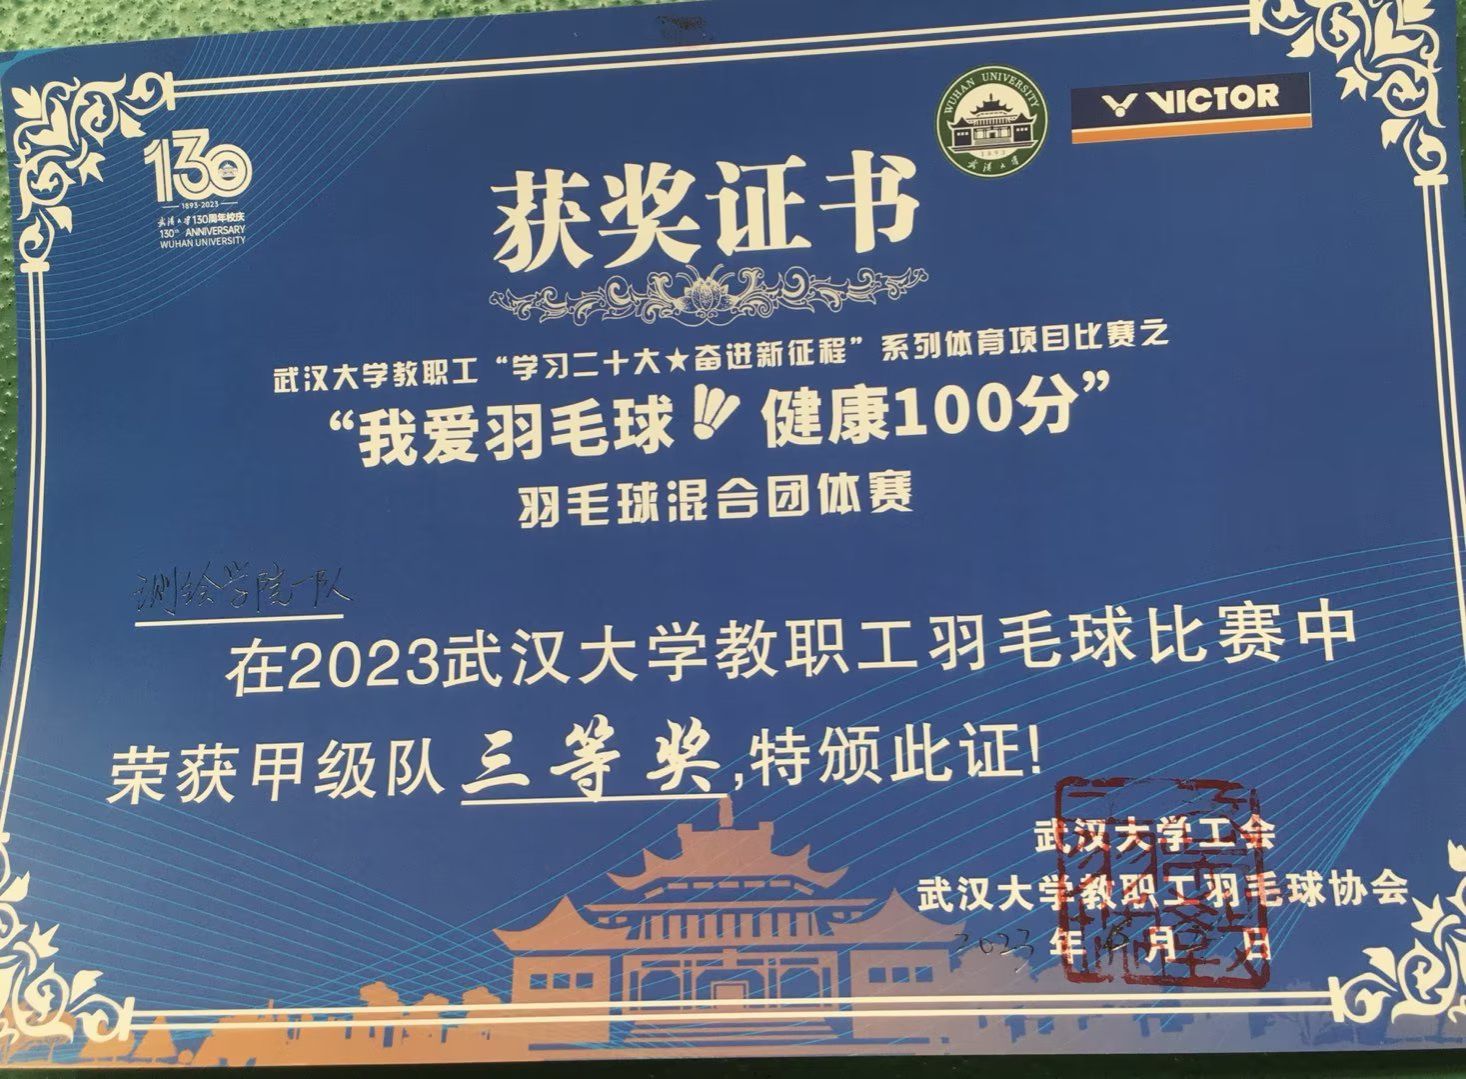 130
1893-2023
武汉大学130周年校庆
130th ANNIVERSARY
WUHAN UNIVERSITY
WUHAN UNIVERSITY
1893
武汉大学
VICTOR
获奖证书
武汉大学教职工“学习二十大★奋进新征程”系列体育项目比赛之
“我爱羽毛球 健康100分”
羽毛球混合团体赛
测绘学院一队
在2023武汉大学教职工羽毛球比赛中
荣获甲级队三等奖,特颁此证!
武汉大学工会
武汉大学教职工羽毛球协会
2023年 月 日